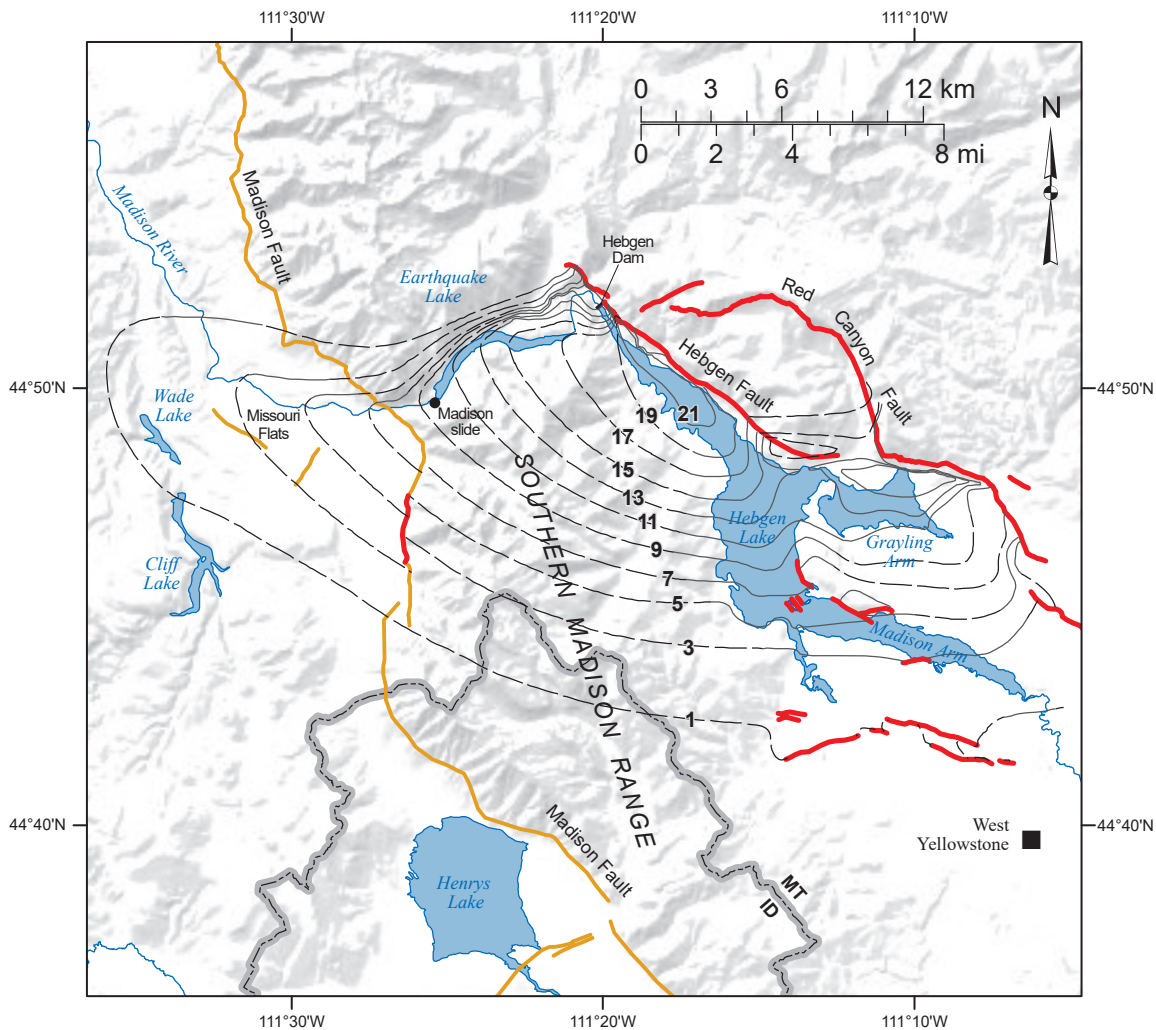 111°30'W
111°20'W
111°10'W
0 3 6 12 km
0 2 4 8 mi
N
Madison River
Madison Fault
Hebgen
Dam
Earthquake
Lake
Red
Canyon
Fault
Hebgen Fault
44°50'N
44°50'N
Wade
Lake
Missouri
Flats
Madison
slide
19
21
17
15
13
11
9
7
5
3
1
SOUTHERN MADISON RANGE
Hebgen
Lake
Grayling
Arm
Cliff
Lake
Madison Arm
44°40'N
44°40'N
West
Yellowstone
Madison Fault
Henrys
Lake
MT
ID
111°30'W
111°20'W
111°10'W